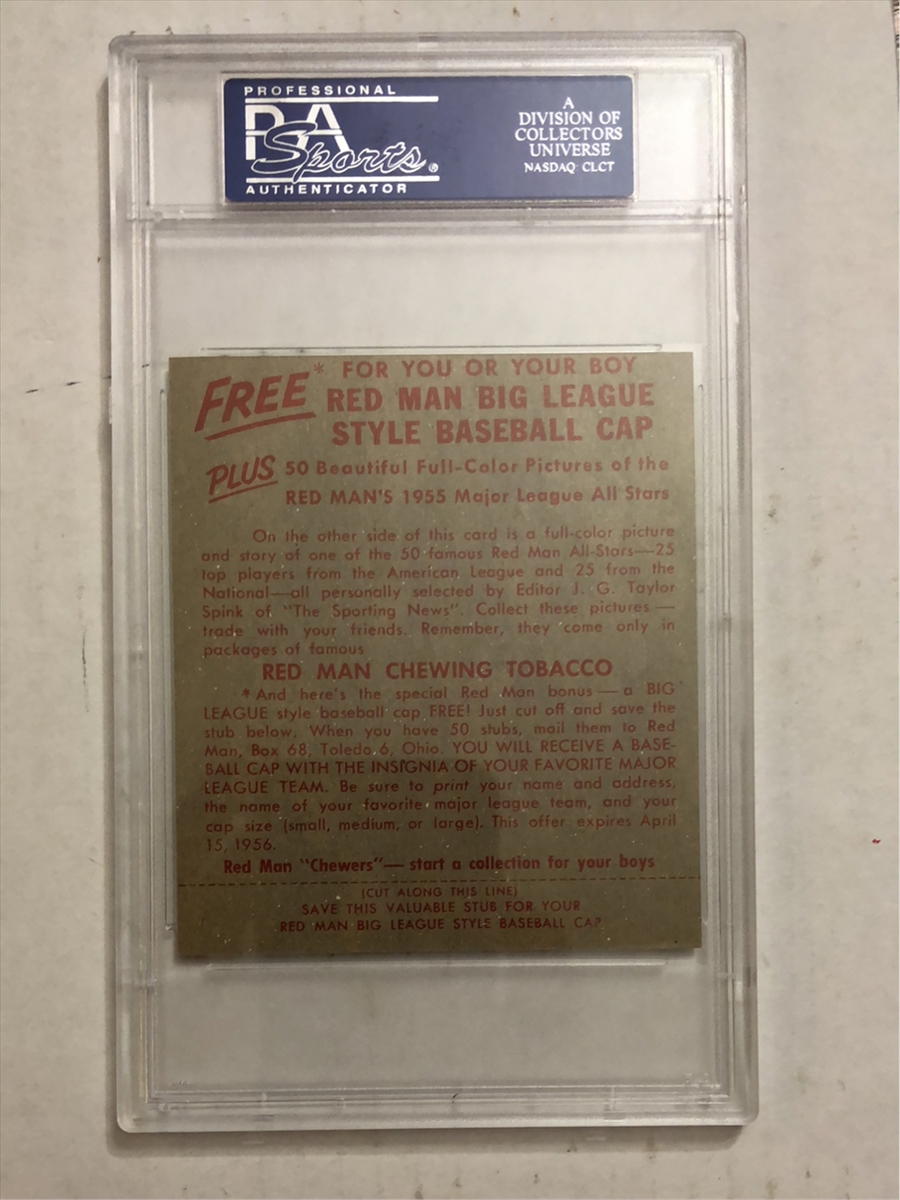 PROFESSIONAL
PSA
Sports®
AUTHENTICATOR
A
DIVISION OF
COLLECTORS
UNIVERSE
NASDAQ CLCT
FREE* FOR YOU OR YOUR BOY
RED MAN BIG LEAGUE
STYLE BASEBALL CAP
PLUS 50 Beautiful Full-Color Pictures of the
RED MAN'S 1955 Major League All Stars
On the other side of this card is a full-color picture
and story of one of the 50 famous Red Man All-Stars—25
top players from the American League and 25 from the
National—all personally selected by Editor J. G. Taylor
Spink of "The Sporting News". Collect these pictures—
trade with your friends. Remember, they come only in
packages of famous
RED MAN CHEWING TOBACCO
*And here's the special Red Man bonus—a BIG
LEAGUE style baseball cap FREE! Just cut off and save the
stub below. When you have 50 stubs, mail them to Red
Man, Box 68, Toledo 6, Ohio. YOU WILL RECEIVE A BASE-
BALL CAP WITH THE INSIGNIA OF YOUR FAVORITE MAJOR
LEAGUE TEAM. Be sure to print your name and address,
the name of your favorite major league team, and your
cap size (small, medium, or large). This offer expires April
15, 1956.
Red Man "Chewers"—start a collection for your boys
(CUT ALONG THIS LINE)
SAVE THIS VALUABLE STUB FOR YOUR
RED MAN BIG LEAGUE STYLE BASEBALL CAP